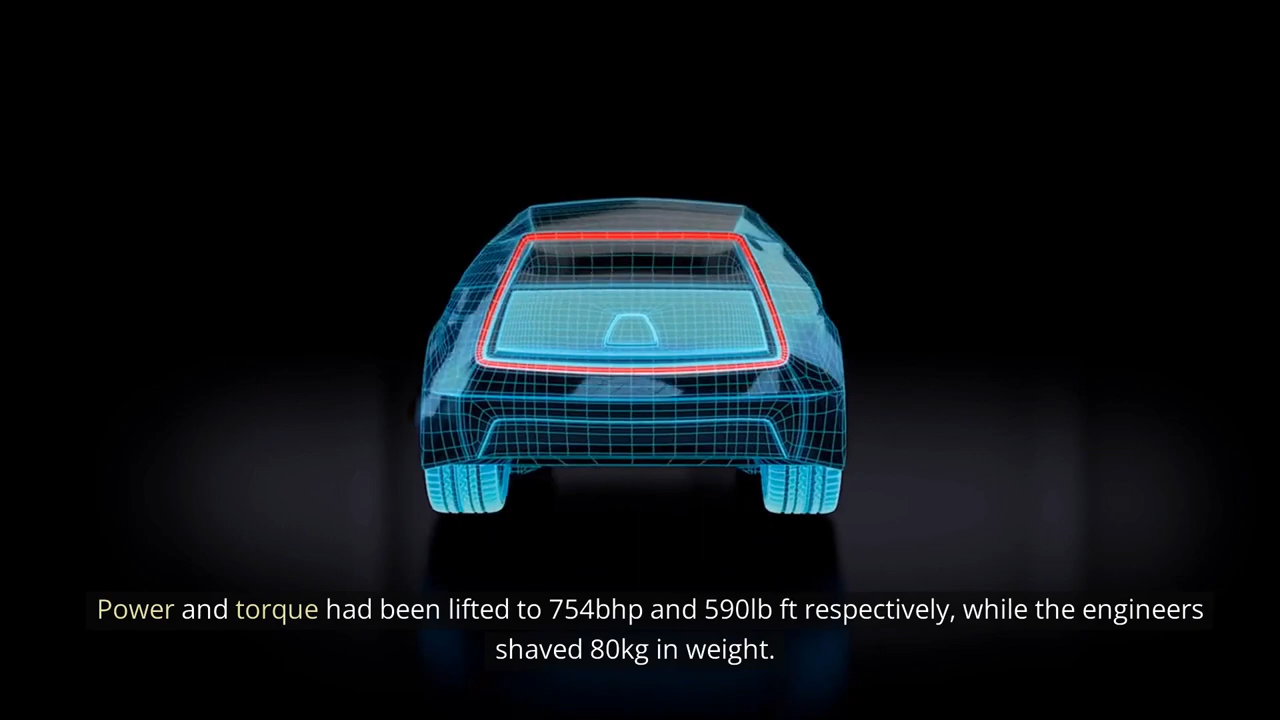 Power and torque had been lifted to 754bhp and 590lb ft respectively, while the engineers
shaved 80kg in weight.